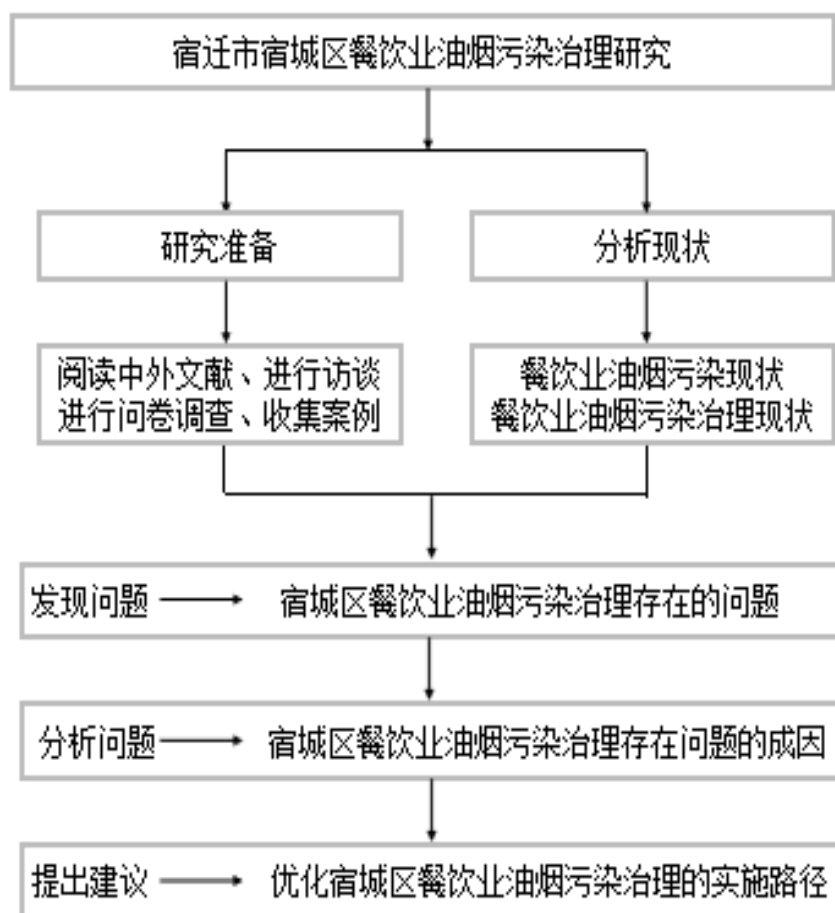 宿迁市宿城区餐饮业油烟污染治理研究
研究准备
分析现状
阅读中外文献、进行访谈
进行问卷调查、收集案例
餐饮业油烟污染现状
餐饮业油烟污染治理现状
发现问题 宿城区餐饮业油烟污染治理存在的问题
分析问题 宿城区餐饮业油烟污染治理存在问题的成因
提出建议 优化宿城区餐饮业油烟污染治理的实施路径